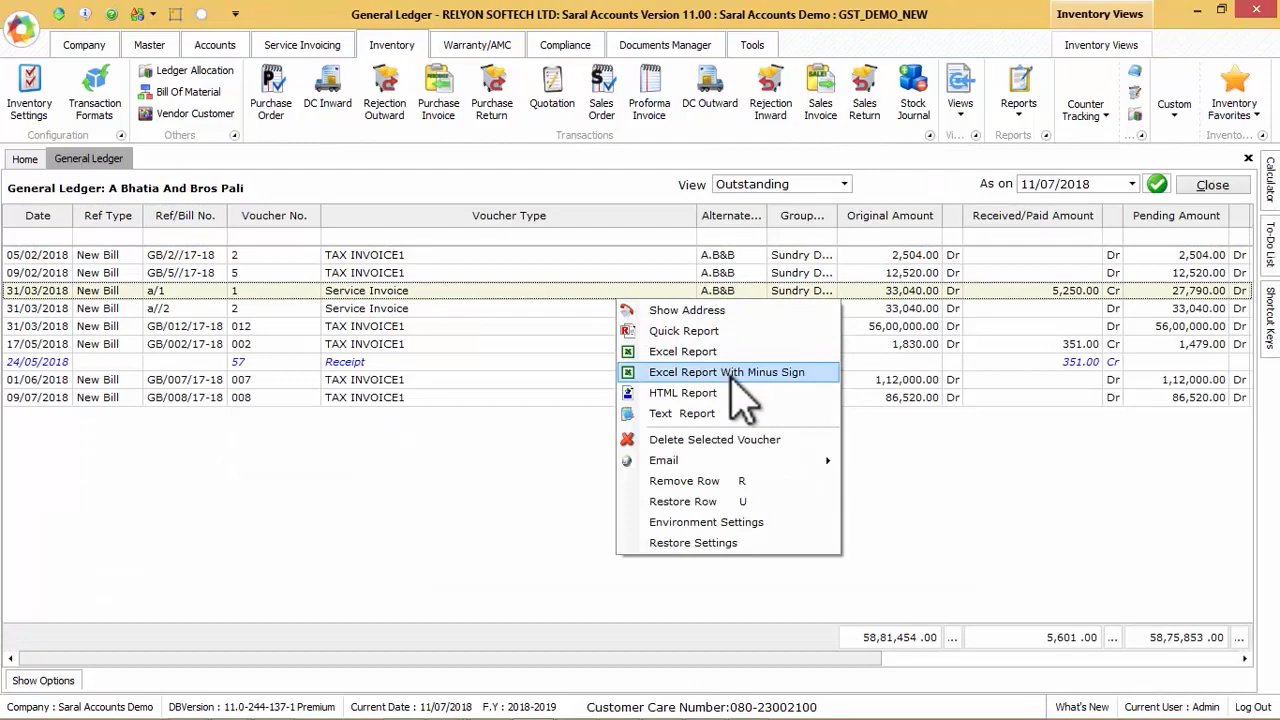 General Ledger - RELYON SOFTECH LTD: Saral Accounts Version 11.00 : Saral Accounts Demo : GST_DEMO_NEW
Inventory Views
Company Master Accounts Service Invoicing Inventory Warranty/AMC Compliance Documents Manager Tools Inventory Views
Inventory Settings
Transaction Formats
Configuration
Ledger Allocation
Bill Of Material
Vendor Customer
Others
Purchase Order
DC Inward
Rejection Outward
Purchase Invoice
Purchase Return
Quotation
Sales Order
Proforma Invoice
DC Outward
Rejection Inward
Sales Invoice
Sales Return
Stock Journal
Transactions
Views
Vi...
Reports
Reports
Counter Tracking
...
Custom
Inventory Favorites
Invento...
Home General Ledger
General Ledger: A Bhatia And Bros Pali View Outstanding As on 11/07/2018 Close
Date Ref Type Ref/Bill No. Voucher No. Voucher Type Alternate... Group... Original Amount Received/Paid Amount Pending Amount
05/02/2018 New Bill GB/2//17-18 2 TAX INVOICE1 A.B&B Sundry D... 2,504.00 Dr Dr 2,504.00 Dr
09/02/2018 New Bill GB/5//17-18 5 TAX INVOICE1 A.B&B Sundry D... 12,520.00 Dr Dr 12,520.00 Dr
31/03/2018 New Bill a/1 1 Service Invoice A.B&B Sundry D... 33,040.00 Dr 5,250.00 Cr 27,790.00 Dr
31/03/2018 New Bill a//2 2 Service Invoice 33,040.00 Dr Dr 33,040.00 Dr
31/03/2018 New Bill GB/012/17-18 012 TAX INVOICE1 56,00,000.00 Dr Dr 56,00,000.00 Dr
17/05/2018 New Bill GB/002/17-18 002 TAX INVOICE1 1,830.00 Dr 351.00 Cr 1,479.00 Dr
24/05/2018 57 Receipt 351.00 Cr
01/06/2018 New Bill GB/007/17-18 007 TAX INVOICE1 1,12,000.00 Dr Dr 1,12,000.00 Dr
09/07/2018 New Bill GB/008/17-18 008 TAX INVOICE1 86,520.00 Dr Dr 86,520.00 Dr
Show Address
Quick Report
Excel Report
Excel Report With Minus Sign
HTML Report
Text Report
Delete Selected Voucher
Email
Remove Row R
Restore Row U
Environment Settings
Restore Settings
58,81,454 .00 ... 5,601 .00 ... 58,75,853 .00 ...
Show Options
Company : Saral Accounts Demo DBVersion : 11.0-244-137-1 Premium Current Date : 11/07/2018 F.Y : 2018-2019 Customer Care Number:080-23002100 What's New Current User : Admin Log Out
Calculator
To-Do List
Shortcut Keys